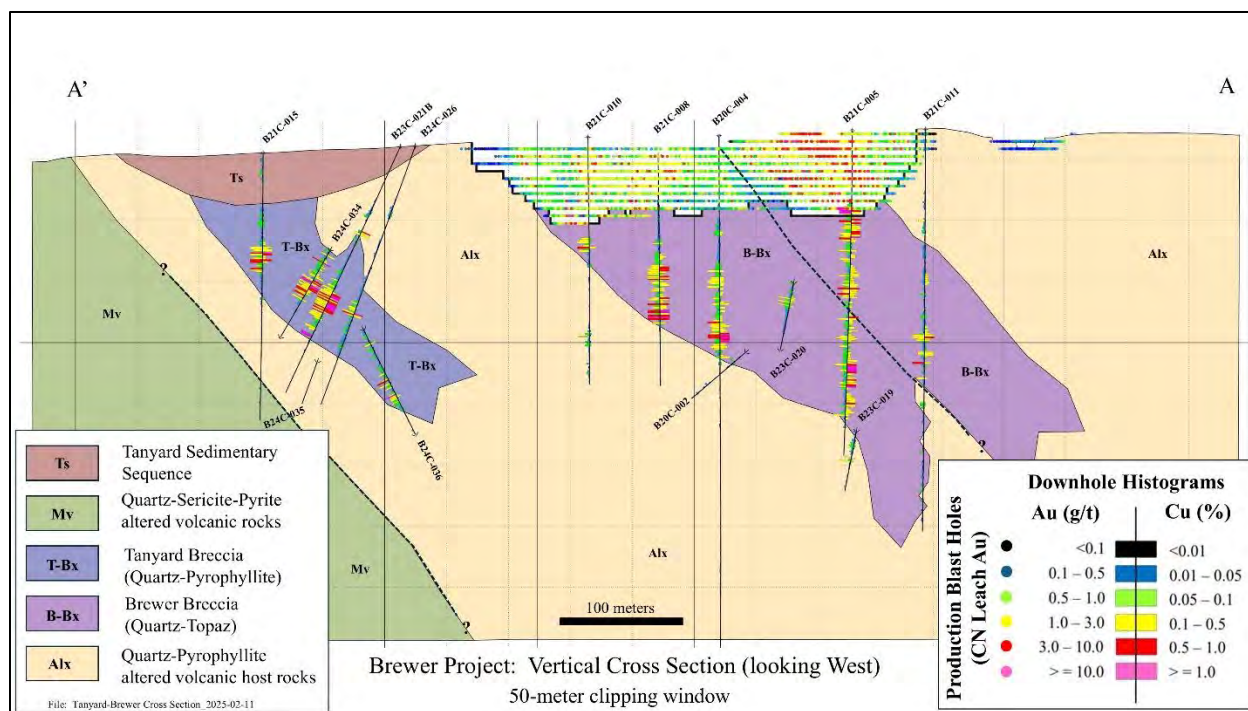 A'
A
B21C-015
B23C-021B
B24C-026
B21C-010
B21C-008
B20C-004
B21C-005
B21C-011
Ts
T-Bx
B24C-034
Alx
B-Bx
Alx
?
Mv
B23C-020
T-Bx
B-Bx
B20C-002
B23C-019
B24C-035
B24C-036
?
Alx
Mv
?
100 meters
Brewer Project: Vertical Cross Section (looking West)
50-meter clipping window
Ts Tanyard Sedimentary
Sequence
Mv Quartz-Sericite-Pyrite
altered volcanic rocks
T-Bx Tanyard Breccia
(Quartz-Pyrophyllite)
B-Bx Brewer Breccia
(Quartz-Topaz)
Alx Quartz-Pyrophyllite
altered volcanic host rocks
File: Tanyard-Brewer Cross Section_2025-02-11
Production Blast Holes
(CN Leach Au)
Downhole Histograms
Au (g/t) Cu (%)
<0.1 <0.01
0.1 – 0.5 0.01 – 0.05
0.5 – 1.0 0.05 – 0.1
1.0 – 3.0 0.1 – 0.5
3.0 – 10.0 0.5 – 1.0
> = 10.0 > = 1.0